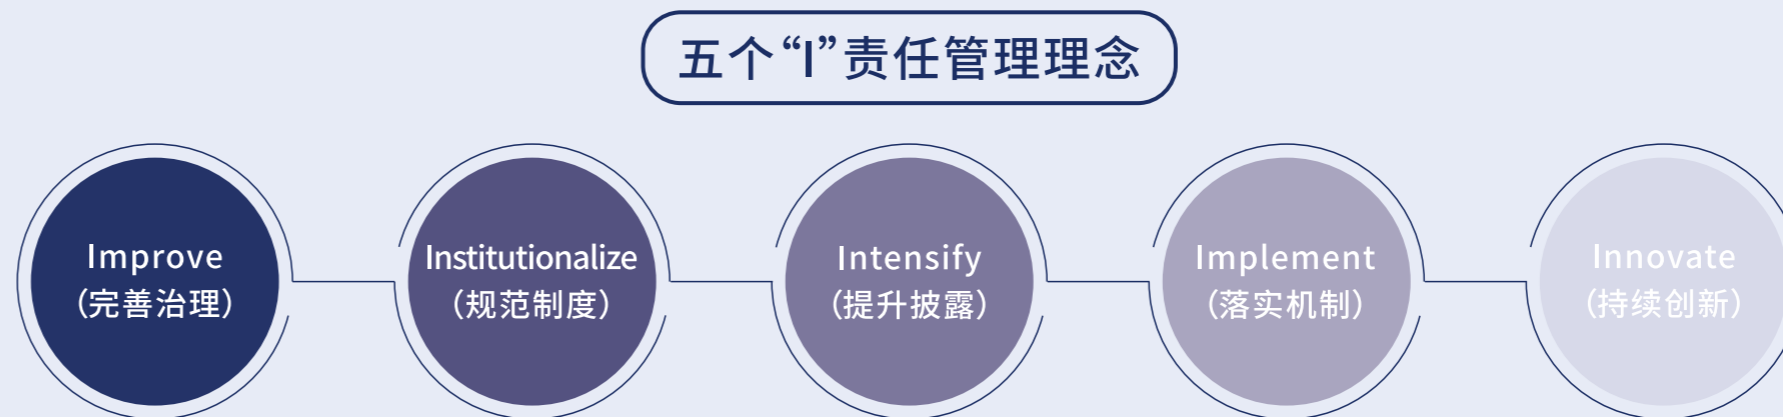 五个“I”责任管理理念
Improve
（完善治理）
Institutionalize
（规范制度）
Intensify
（提升披露）
Implement
（落实机制）
Innovate
（持续创新）